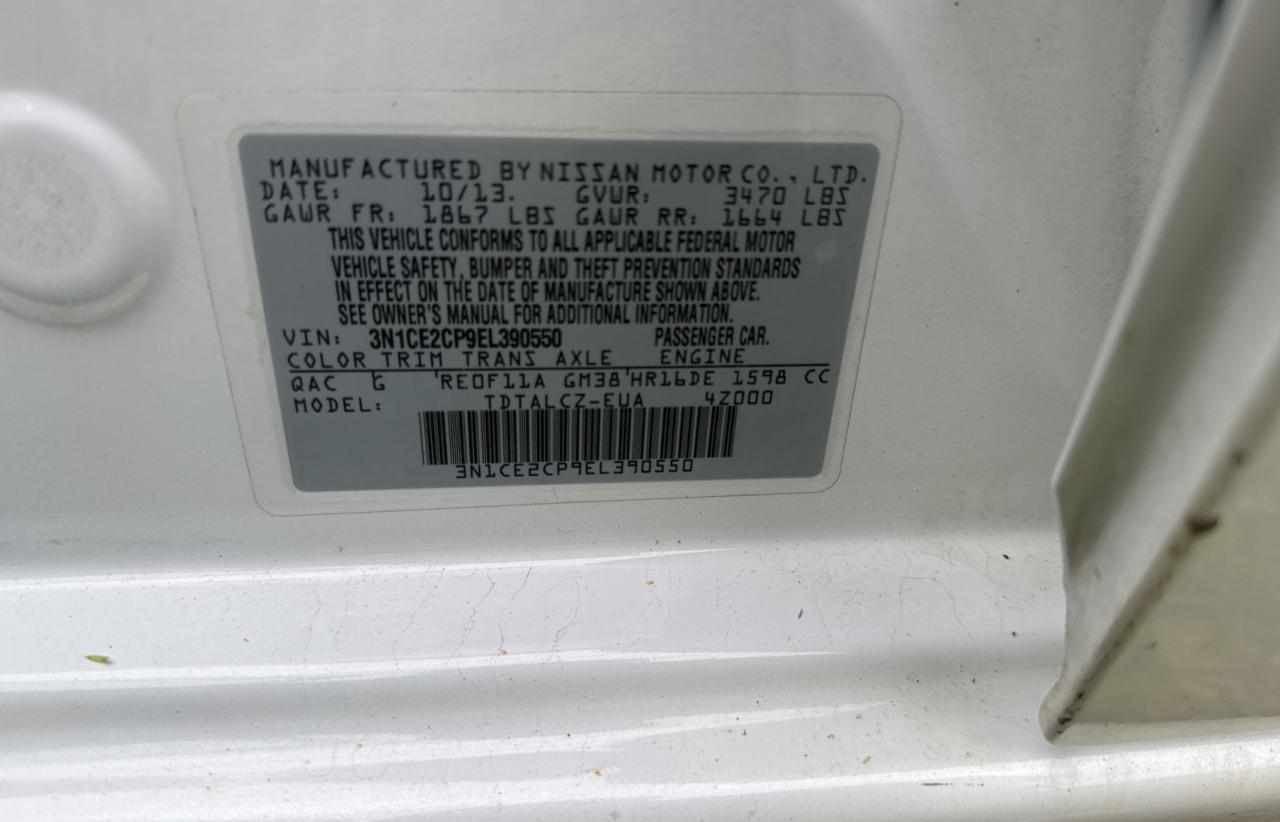 MANUFACTURED BY NISSAN MOTOR CO., LTD.
DATE: 10/13. GVWR: 3470 LBS
GAWR FR: 1867 LBS GAWR RR: 1664 LBS
THIS VEHICLE CONFORMS TO ALL APPLICABLE FEDERAL MOTOR
VEHICLE SAFETY, BUMPER AND THEFT PREVENTION STANDARDS
IN EFFECT ON THE DATE OF MANUFACTURE SHOWN ABOVE.
SEE OWNER'S MANUAL FOR ADDITIONAL INFORMATION.
VIN: 3N1CE2CP9EL390550 PASSENGER CAR.
COLOR TRIM TRANS AXLE ENGINE
QAC G RE0F11A GM38 HR16DE 1598 CC
MODEL: TDTALCZ-EUA 4Z000
3N1CE2CP9EL390550